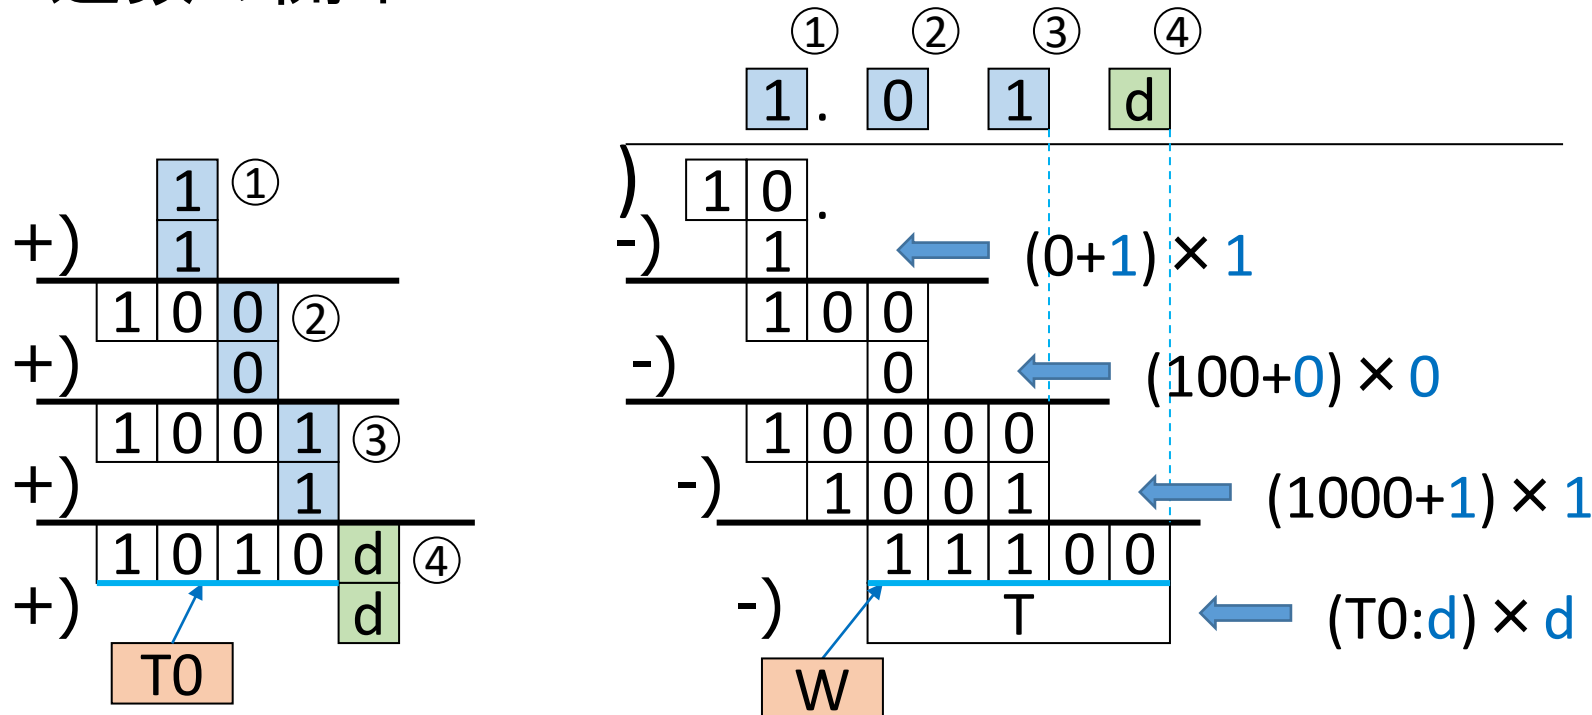 ① ② ③ ④
1 . 0 1 d
1 ①
+) 1
1 0 0 ②
+) 0
1 0 0 1 ③
+) 1
1 0 1 0 d ④
+) d
T0
) 1 0 .
-) 1 (0+1) × 1
1 0 0
-) 0 (100+0) × 0
1 0 0 0 0
-) 1 0 0 1 (1000+1) × 1
1 1 1 0 0
-) T (T0:d) × d
W